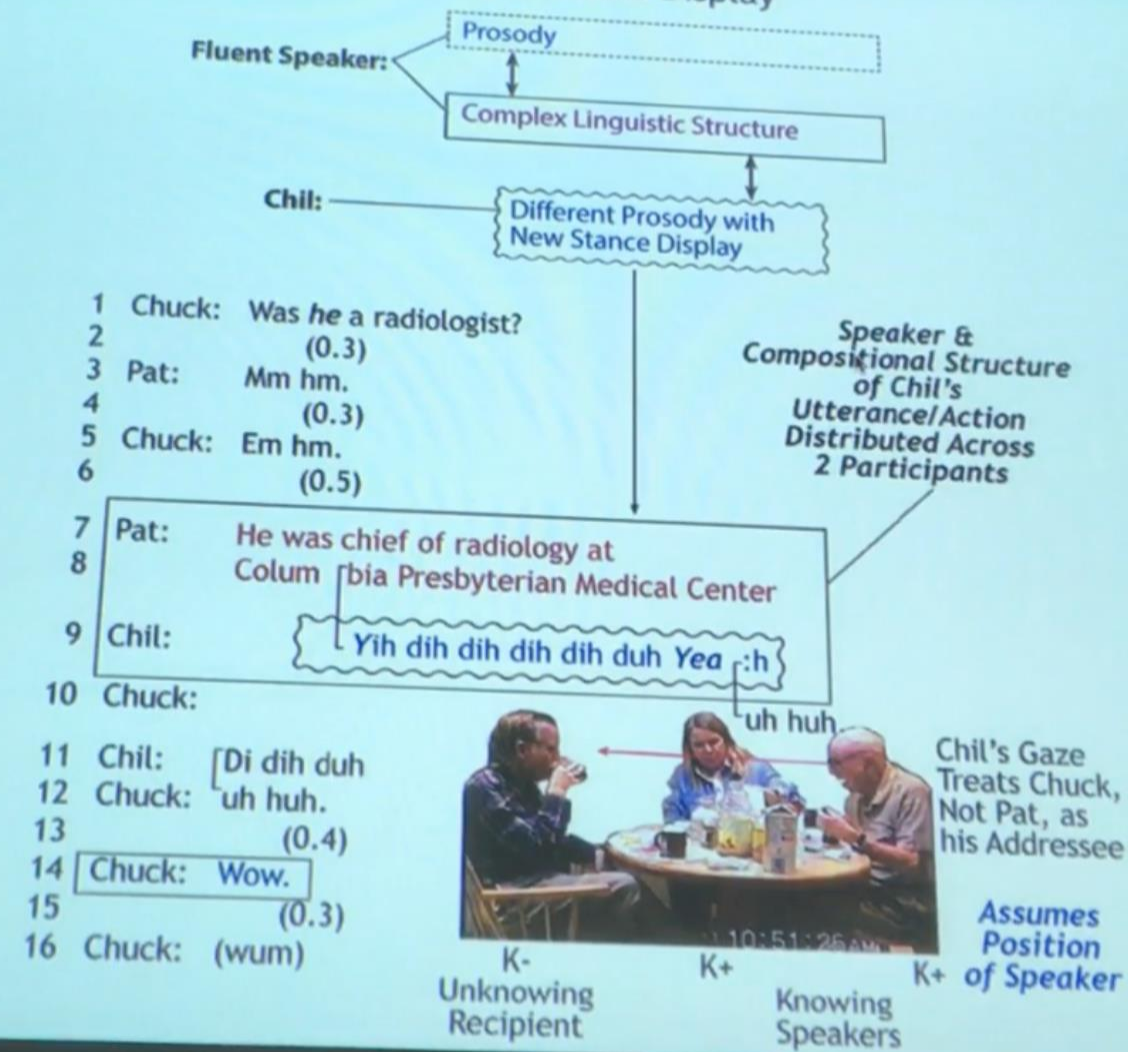 Fluent Speaker:
Prosody
Complex Linguistic Structure
Chil:
Different Prosody with
New Stance Display
1 Chuck: Was he a radiologist?
2 (0.3)
3 Pat: Mm hm.
4 (0.3)
5 Chuck: Em hm.
6 (0.5)
Speaker &
Compositional Structure
of Chil's
Utterance/Action
Distributed Across
2 Participants
7 Pat: He was chief of radiology at
8 Colum [bia Presbyterian Medical Center
9 Chil: [Yih dih dih dih dih duh Yea [:h
10 Chuck: [uh huh.
11 Chil: [Di dih duh
12 Chuck: [uh huh.
13 (0.4)
14 Chuck: Wow.
15 (0.3)
16 Chuck: (wum)
Chil's Gaze
Treats Chuck,
Not Pat, as
his Addressee
Assumes
Position
of Speaker
10:51:26AM
K-
Unknowing
Recipient
K+
K+
Knowing
Speakers